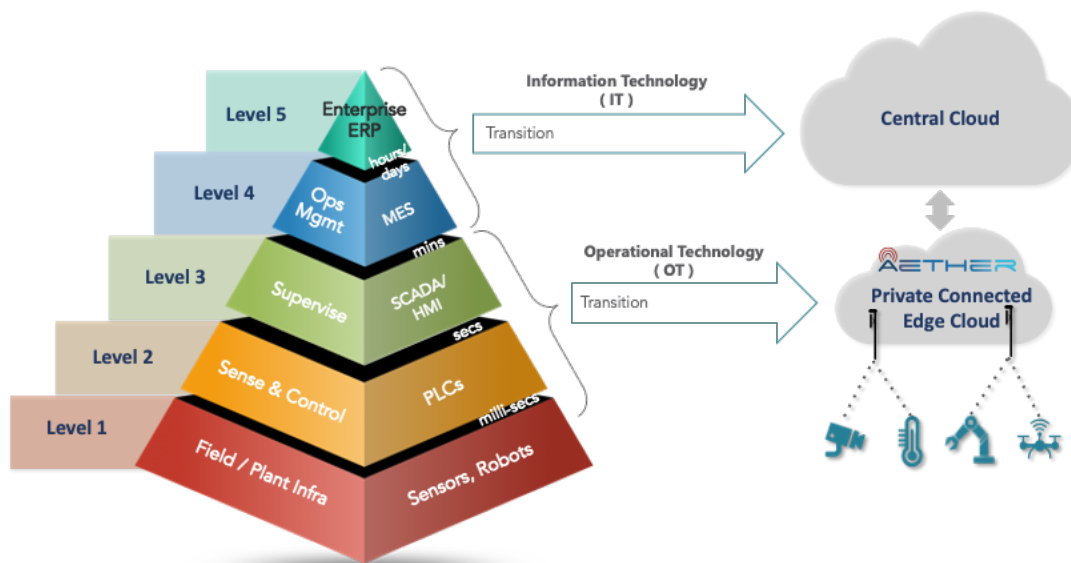 Level 5
Level 4
Level 3
Level 2
Level 1
Enterprise
ERP
hours/
days
Ops
Mgmt
MES
mins
Supervise
SCADA/
HMI
secs
Sense & Control
PLCs
milli-secs
Field / Plant Infra
Sensors, Robots
Information Technology
( IT )
Transition
Operational Technology
( OT )
Transition
Central Cloud
AETHER
Private Connected
Edge Cloud